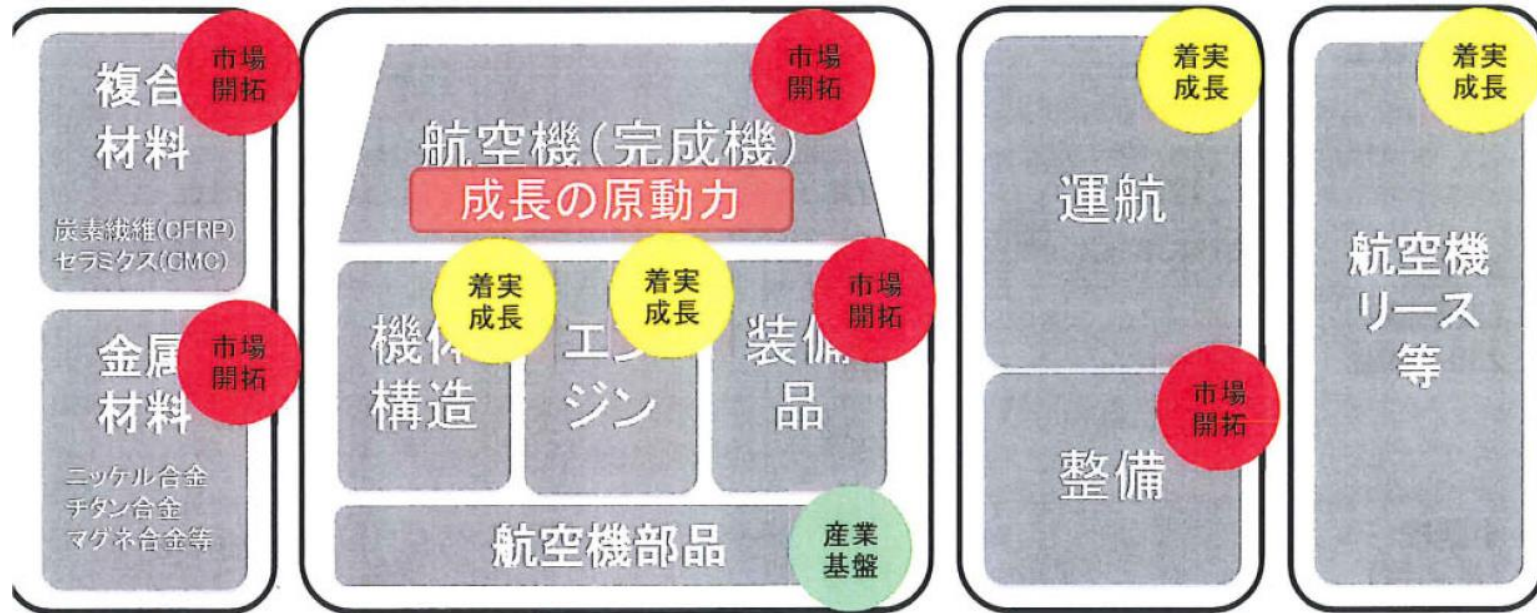 複合
材料
市場
開拓
炭素繊維(CFRP)
セラミクス(CMC)
金属
材料
市場
開拓
ニッケル合金
チタン合金
マグネ合金等
航空機(完成機)
市場
開拓
成長の原動力
機体
構造
着実
成長
エン
ジン
着実
成長
装備
品
市場
開拓
航空機部品
産業
基盤
運航
着実
成長
整備
市場
開拓
航空機
リース
等
着実
成長